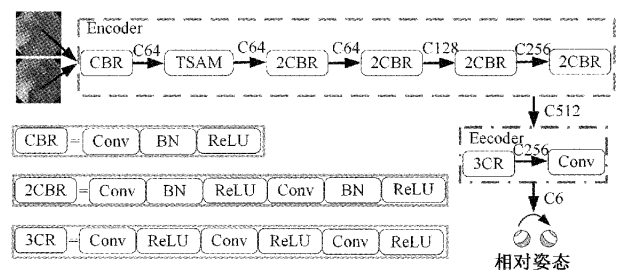 Encoder
CBR C64 TSAM C64 2CBR C64 2CBR C128 2CBR C256 2CBR
C512
Eecoder
3CR C256 Conv
C6
相对姿态
CBR = Conv BN ReLU
2CBR = Conv BN ReLU Conv BN ReLU
3CR = Conv ReLU Conv ReLU Conv ReLU